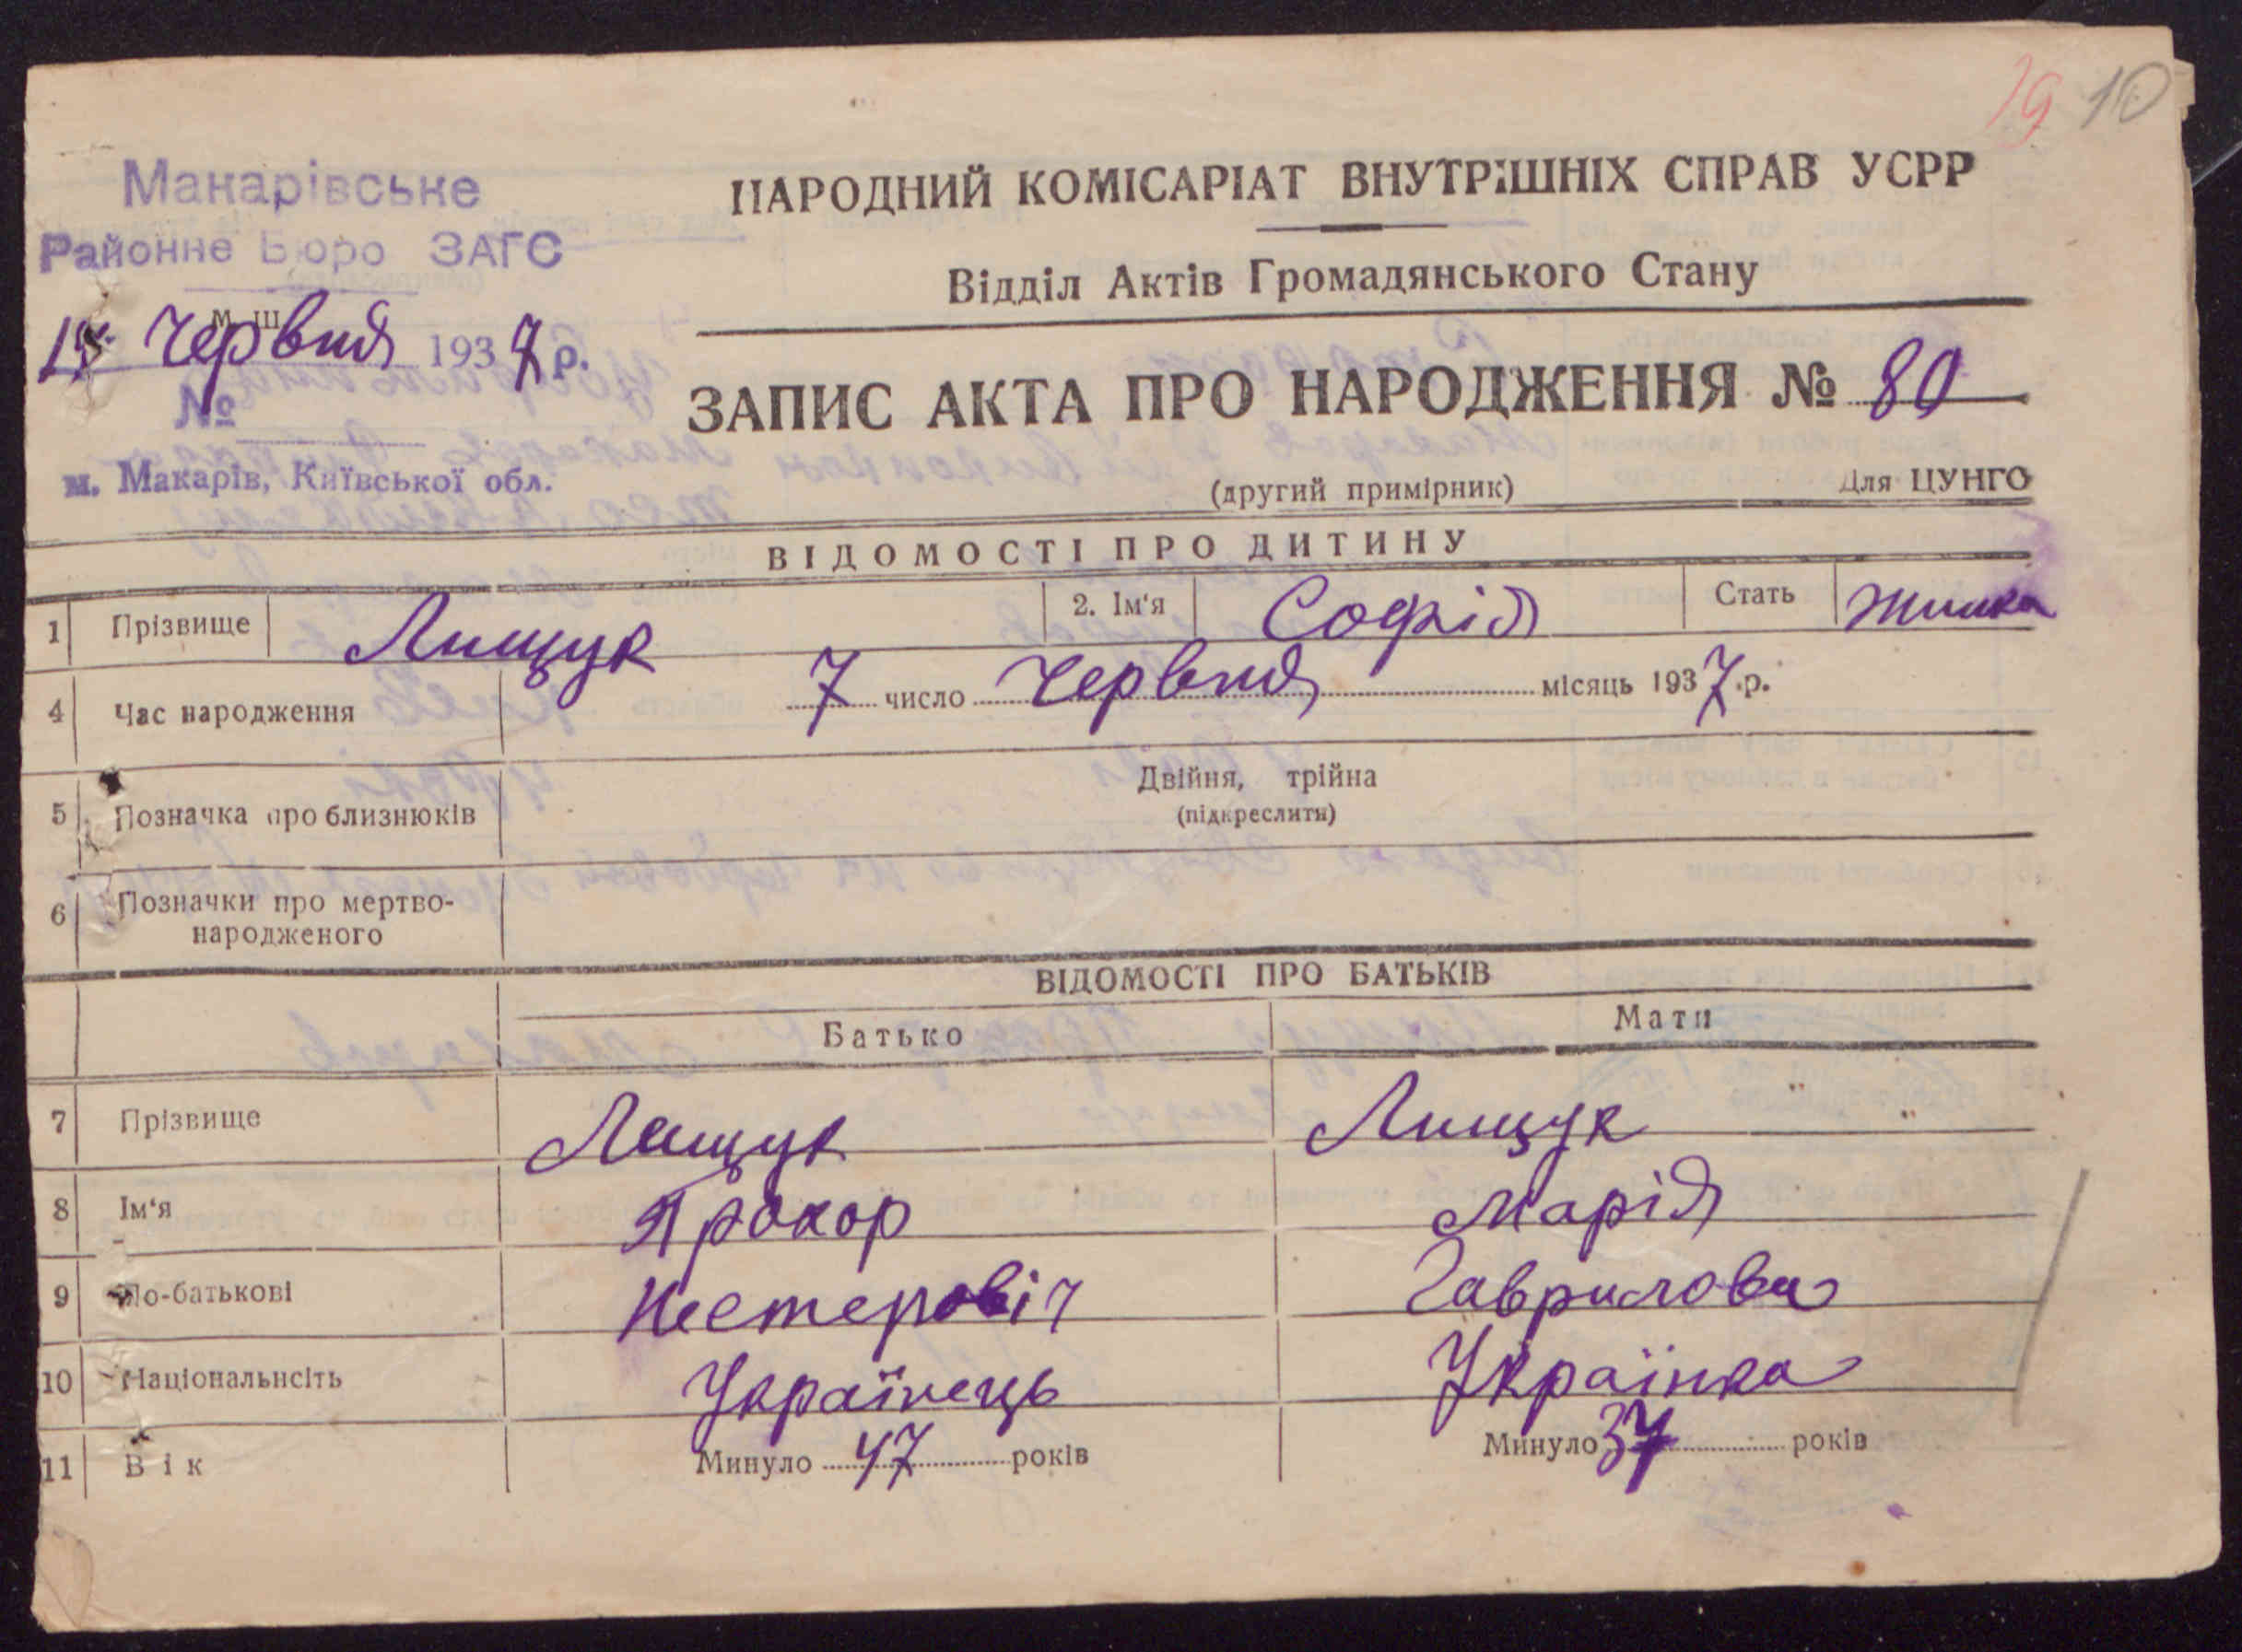 19 10
Макарівське
Районне Бюро ЗАГС
15 червня 1937 р.
№
м. Макарів, Київської обл.
НАРОДНИЙ КОМІСАРІАТ ВНУТРІШНІХ СПРАВ УСРР
Відділ Актів Громадянського Стану
ЗАПИС АКТА ПРО НАРОДЖЕННЯ № 80
(другий примірник) Для ЦУНГО
ВІДОМОСТІ ПРО ДИТИНУ
1 Прізвище Лищук 2. Ім'я Софія Стать жинка
4 Час народження 7 число червня місяць 1937 р.
5 Позначка про близнюків Двійня, трійна
(підкреслити)
6 Позначки про мертво-
народженого
ВІДОМОСТІ ПРО БАТЬКІВ
Батько Мати
7 Прізвище Лищук Лищук
8 Ім'я Прокор Марія
9 По-батькові Нестеровіч Гаврилова
10 Національнсіть Українець Українка
11 Вік Минуло 47 років Минуло 37 років